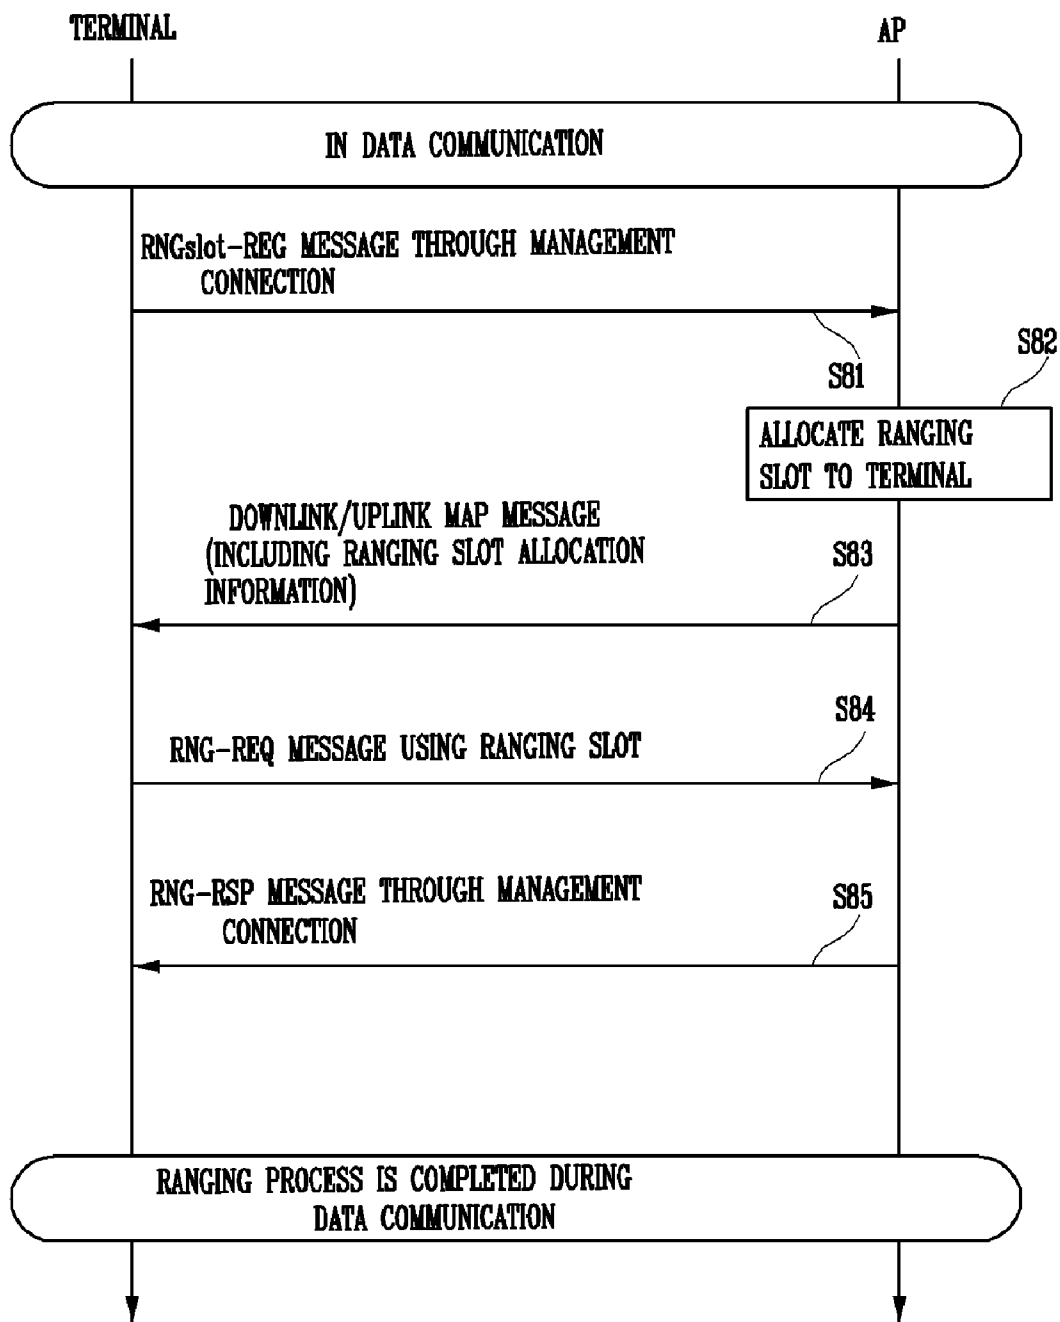 TERMINAL
AP
IN DATA COMMUNICATION
RNGslot-REG MESSAGE THROUGH MANAGEMENT
CONNECTION
S81
S82
ALLOCATE RANGING
SLOT TO TERMINAL
DOWNLINK/UPLINK MAP MESSAGE
(INCLUDING RANGING SLOT ALLOCATION
INFORMATION)
S83
S84
RNG-REQ MESSAGE USING RANGING SLOT
RNG-RSP MESSAGE THROUGH MANAGEMENT
CONNECTION
S85
RANGING PROCESS IS COMPLETED DURING
DATA COMMUNICATION